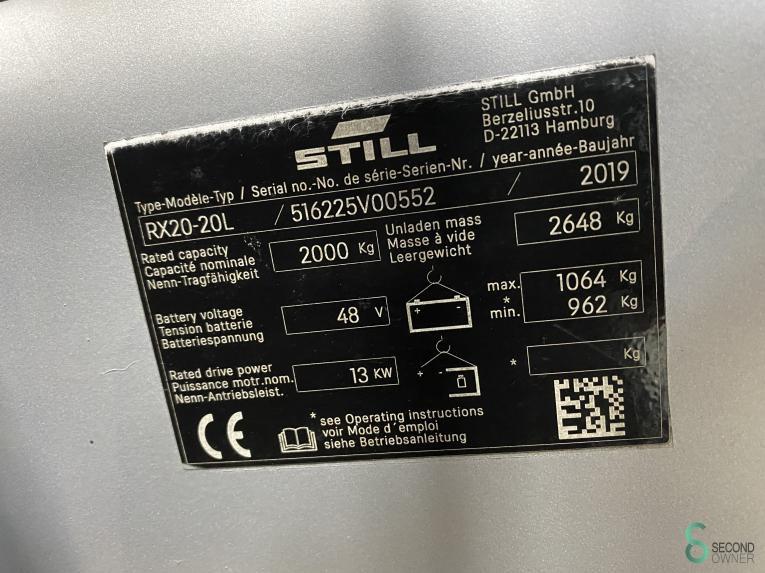 STILL
STILL GmbH
Berzeliusstr.10
D-22113 Hamburg
Type-Modèle-Typ / Serial no.-No. de série-Serien-Nr. / year-année-Baujahr
RX20-20L / 516225V00552 / 2019
Rated capacity
Capacité nominale
Nenn-Tragfähigkeit
2000 Kg
Unladen mass
Masse à vide
Leergewicht
2648 Kg
Battery voltage
Tension batterie
Batteriespannung
48 V
+ -
max. 1064 Kg
*
min. 962 Kg
Rated drive power
Puissance motr.nom.
Nenn-Antriebsleist.
13 KW
+ -
* Kg
CE
* see Operating instructions
voir Mode d'emploi
siehe Betriebsanleitung
SECOND
OWNER